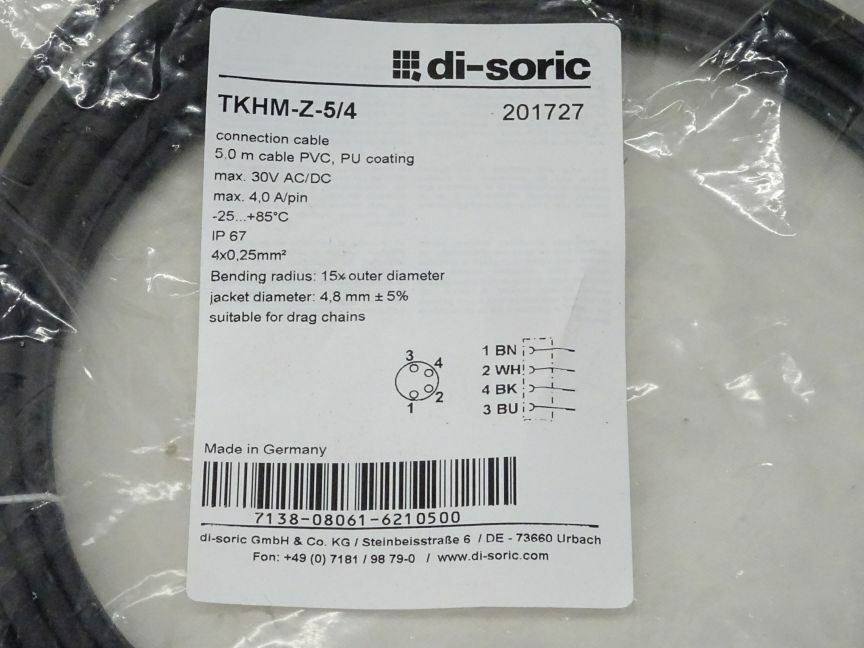 di-soric
TKHM-Z-5/4 201727
connection cable
5.0 m cable PVC, PU coating
max. 30V AC/DC
max. 4,0 A/pin
-25...+85°C
IP 67
4x0,25mm²
Bending radius: 15x outer diameter
jacket diameter: 4,8 mm ± 5%
suitable for drag chains
3
4
2
1
1 BN
2 WH
4 BK
3 BU
Made in Germany
7138-08061-6210500
di-soric GmbH & Co. KG / Steinbeisstraße 6 / DE - 73660 Urbach
Fon: +49 (0) 7181 / 98 79-0 / www.di-soric.com